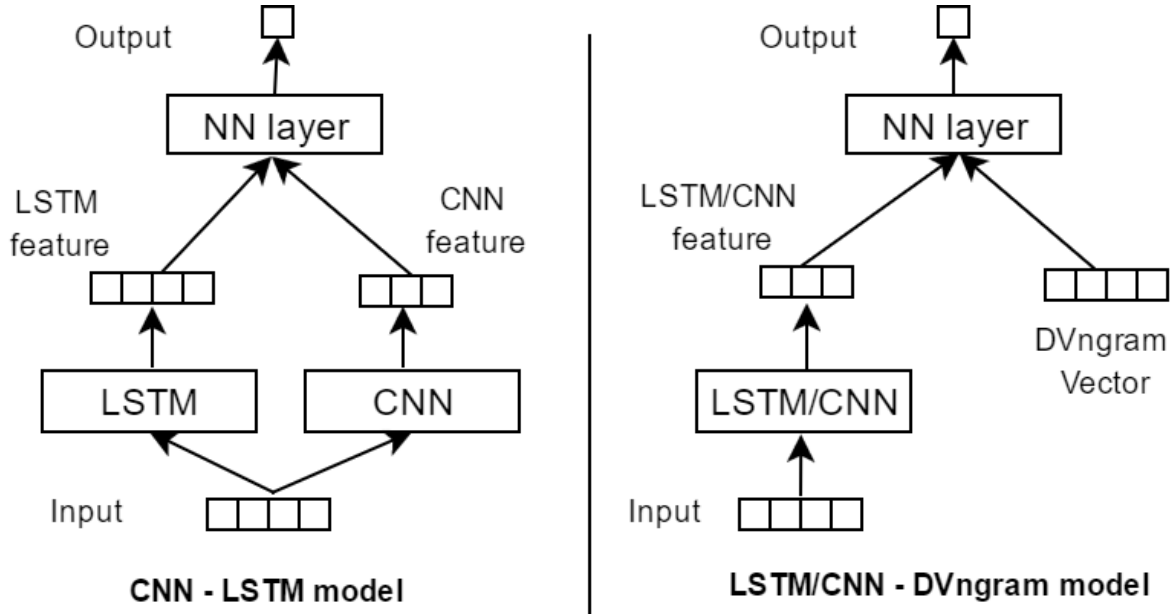 Output
NN layer
LSTM
feature
CNN
feature
LSTM
CNN
Input
CNN - LSTM model
Output
NN layer
LSTM/CNN
feature
DVngram
Vector
LSTM/CNN
Input
LSTM/CNN - DVngram model